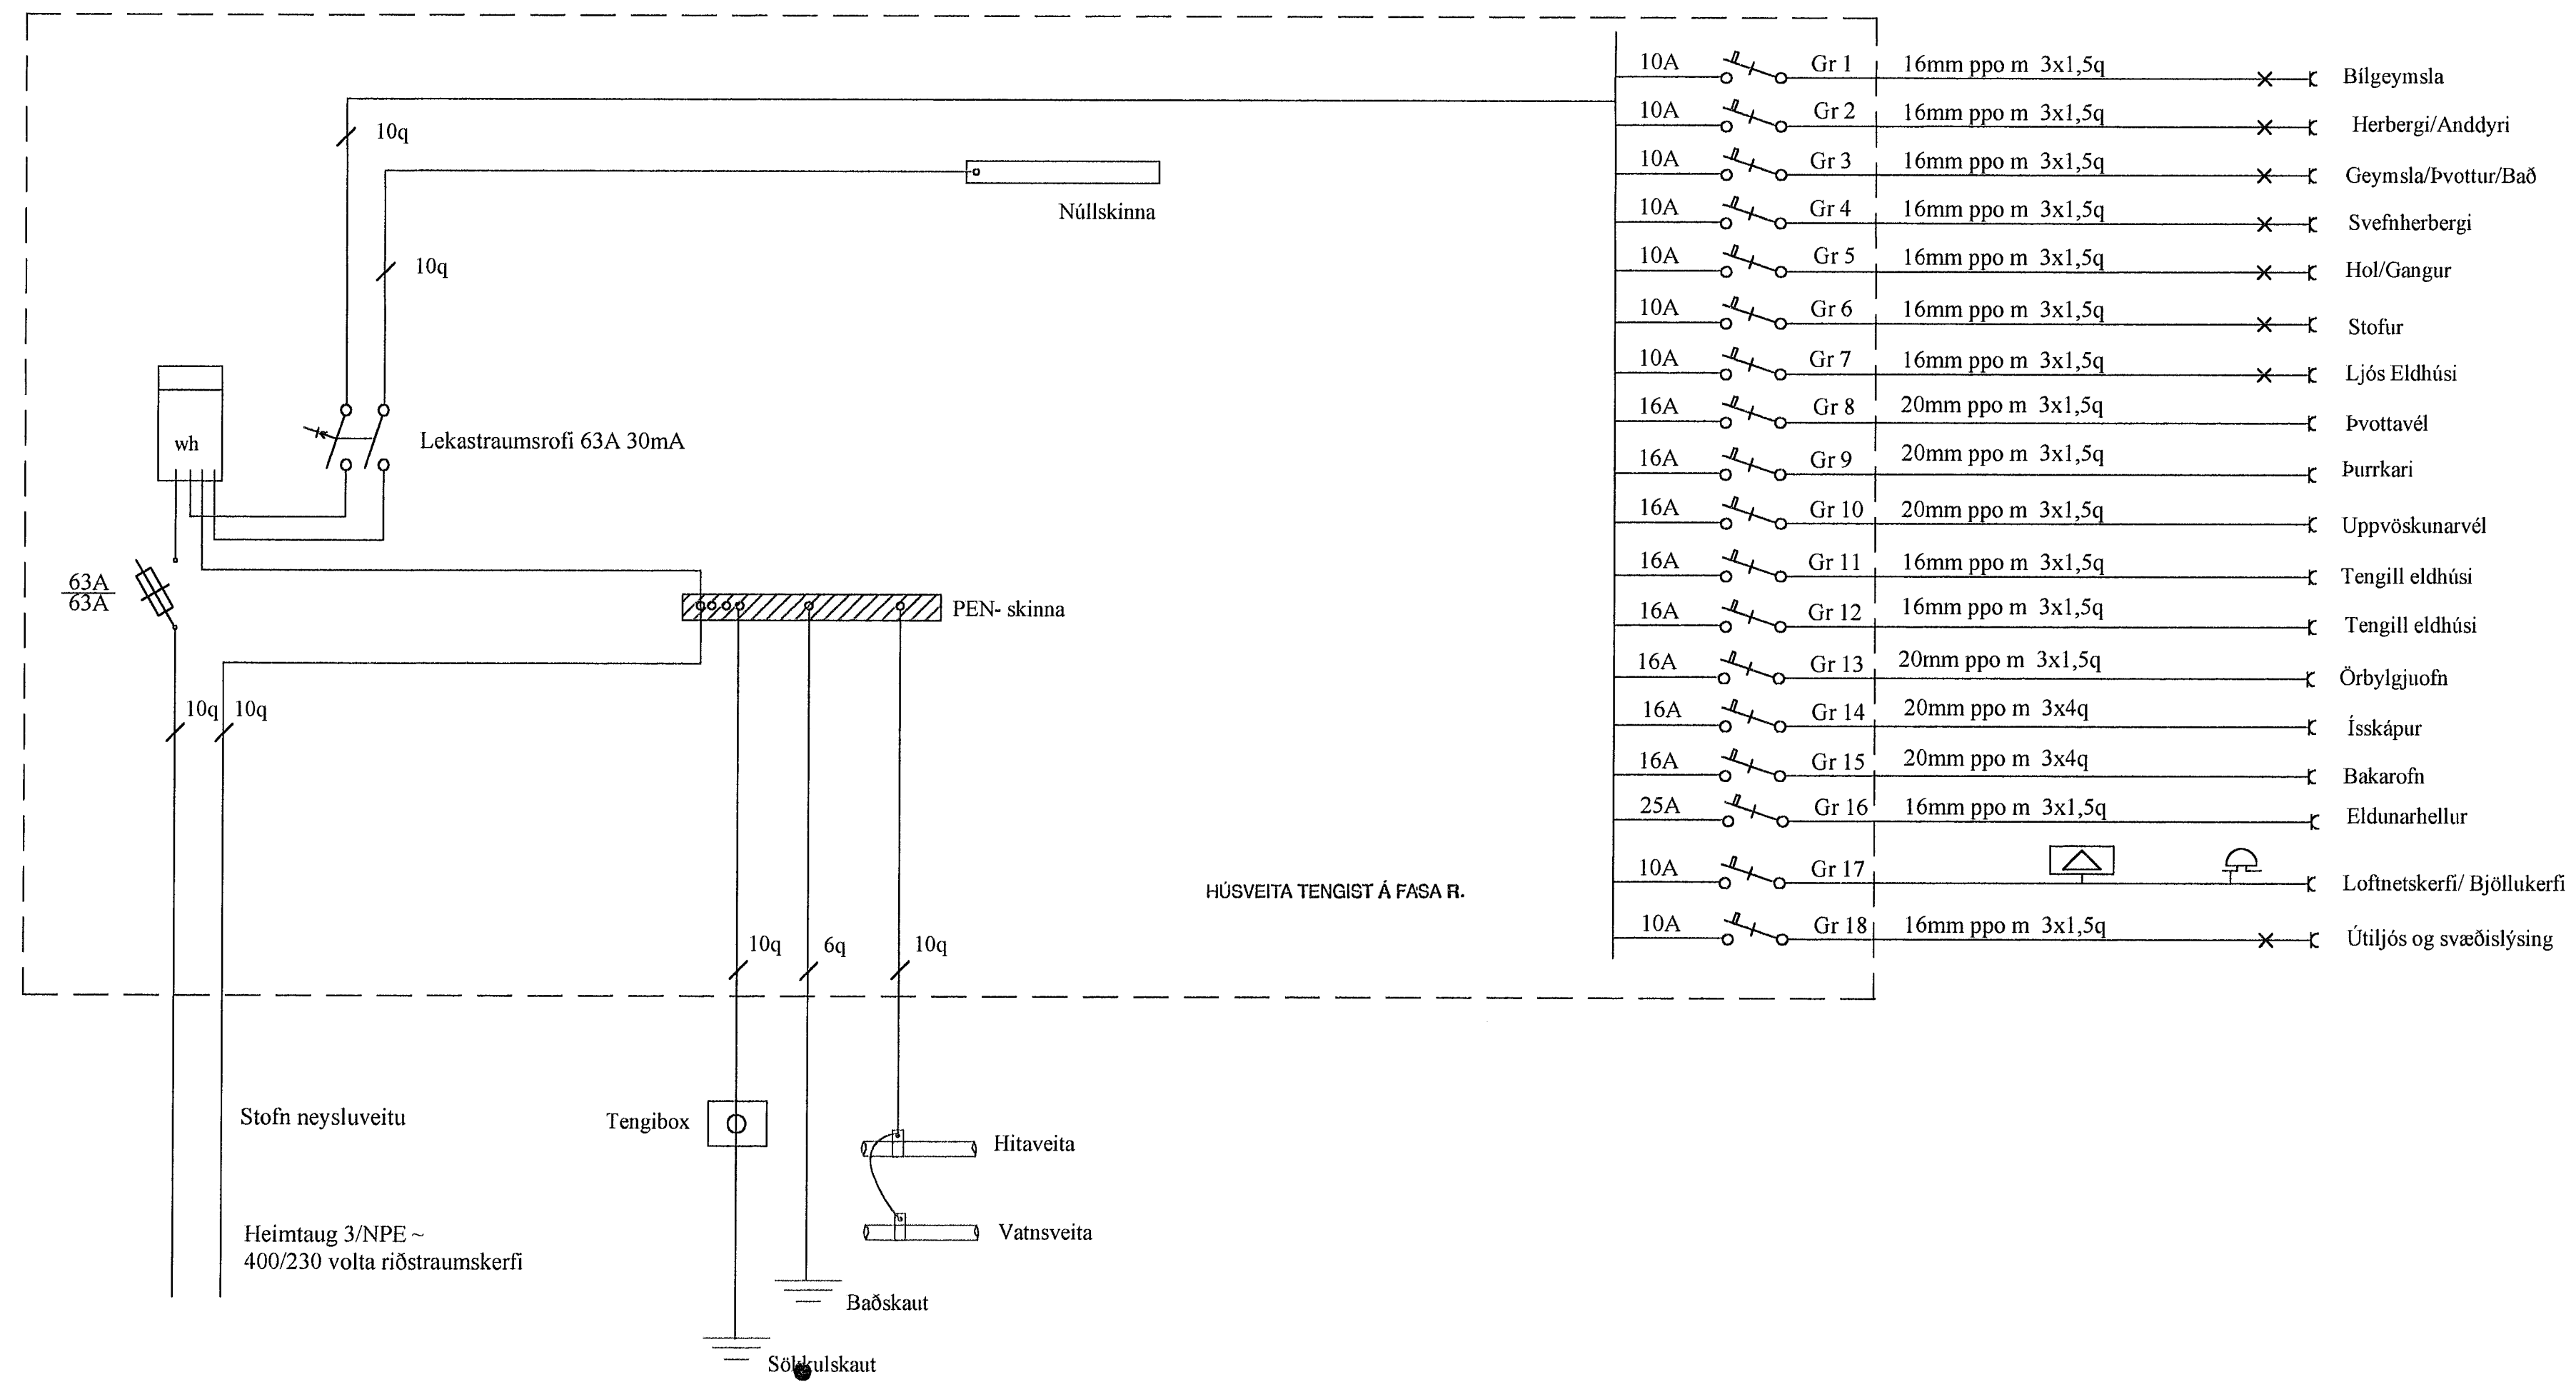 10A Gr 1 16mm ppo m 3x1,5q Bílgeymsla
10A Gr 2 16mm ppo m 3x1,5q Herbergi/Anddyri
10A Gr 3 16mm ppo m 3x1,5q Geymsla/Þvottur/Bað
10A Gr 4 16mm ppo m 3x1,5q Svefnherbergi
10A Gr 5 16mm ppo m 3x1,5q Hol/Gangur
10A Gr 6 16mm ppo m 3x1,5q Stofur
10A Gr 7 16mm ppo m 3x1,5q Ljós Eldhúsi
16A Gr 8 20mm ppo m 3x1,5q Þvottavél
16A Gr 9 20mm ppo m 3x1,5q Þurrkari
16A Gr 10 20mm ppo m 3x1,5q Uppvöskunarvél
16A Gr 11 16mm ppo m 3x1,5q Tengill eldhúsi
16A Gr 12 16mm ppo m 3x1,5q Tengill eldhúsi
16A Gr 13 20mm ppo m 3x1,5q Örbylgjuofn
16A Gr 14 20mm ppo m 3x4q Ísskápur
16A Gr 15 20mm ppo m 3x4q Bakarofn
25A Gr 16 16mm ppo m 3x1,5q Eldunarhellur
10A Gr 17 Loftnetskerfi/ Bjöllukerfi
10A Gr 18 16mm ppo m 3x1,5q Útiljós og svæðislýsing
10q
10q
Núllskinna
wh
Lekastraumsrofi 63A 30mA
63A
63A
PEN- skinna
10q 10q
HÚSVEITA TENGIST Á FASA R.
10q 6q 10q
Stofn neysluveitu
Tengibox
Hitaveita
Vatnsveita
Heimtaug 3/NPE ~
400/230 volta riðstraumskerfi
Baðskaut
Sökkulskaut